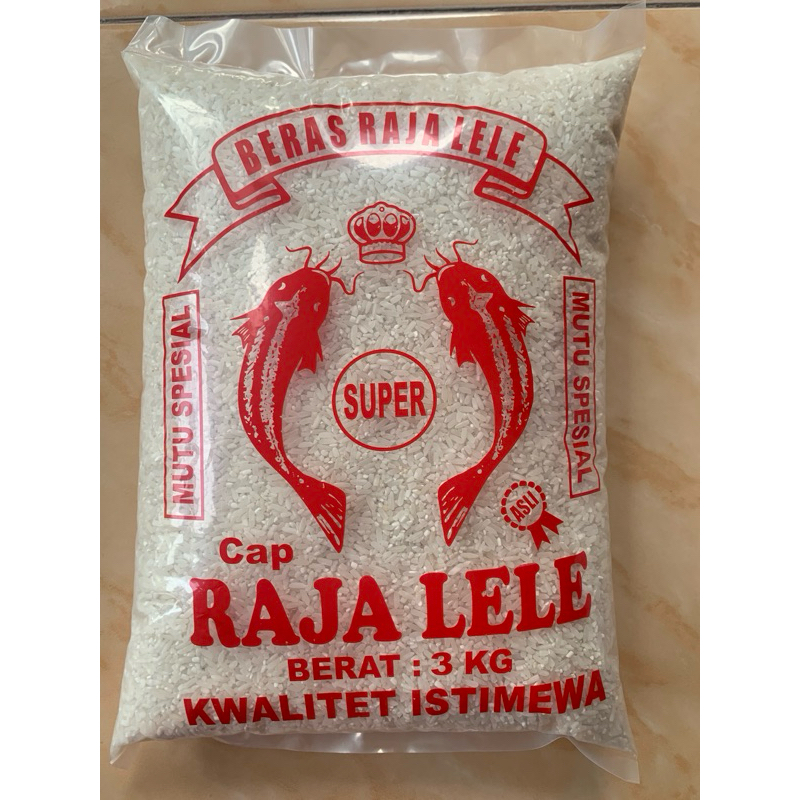 BERAS RAJA LELE
MUTU SPESIAL
SUPER
MUTU SPESIAL
ASLI
Cap
RAJA LELE
BERAT : 3 KG
KWALITET ISTIMEWA